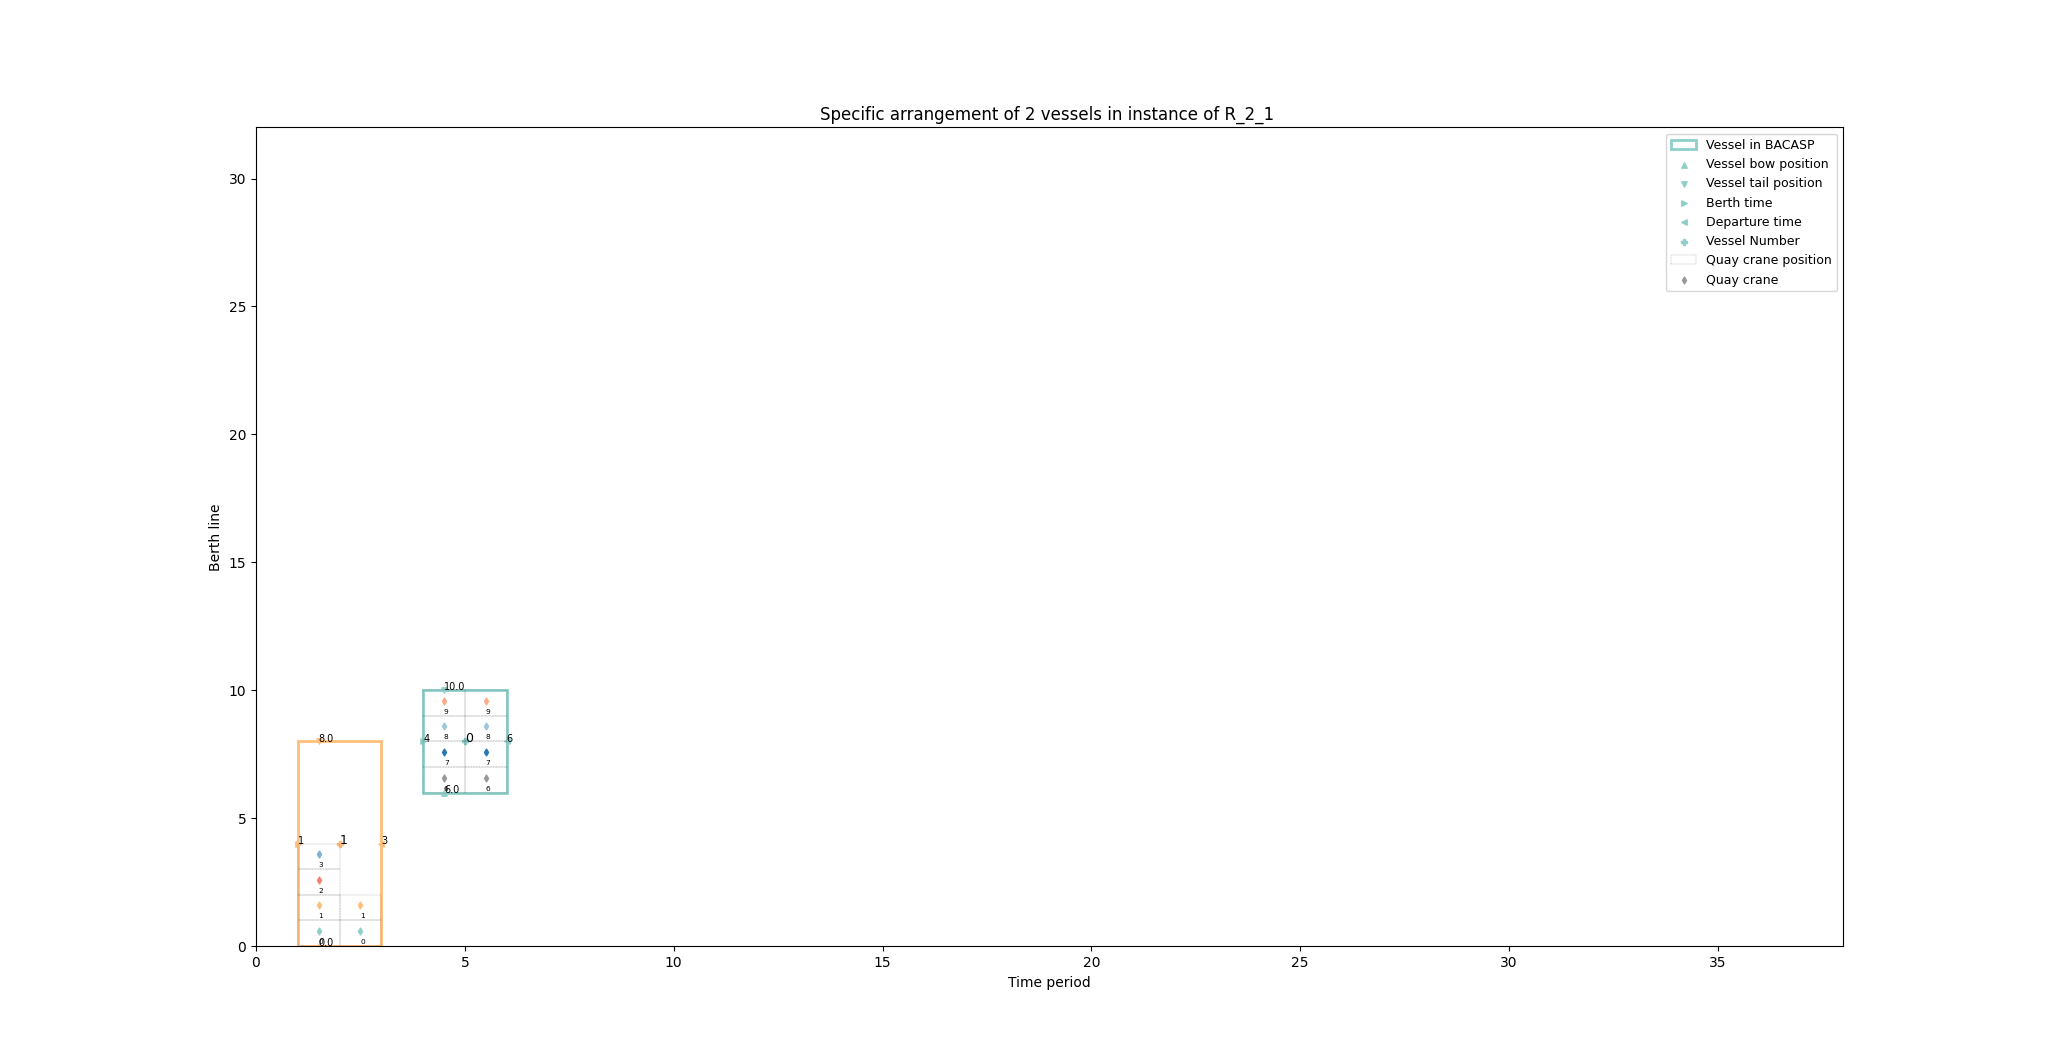 Specific arrangement of 2 vessels in instance of R_2_1
Vessel in BACASP
Vessel bow position
Vessel tail position
Berth time
Departure time
Vessel Number
Quay crane position
Quay crane
30
25
20
15
10
5
0
Berth line
10.0
9 9
8 8
4 0 6
7 7
6.0 6
8.0
1 1 3
3
2
1 1
0.0 0
0 5 10 15 20 25 30 35
Time period